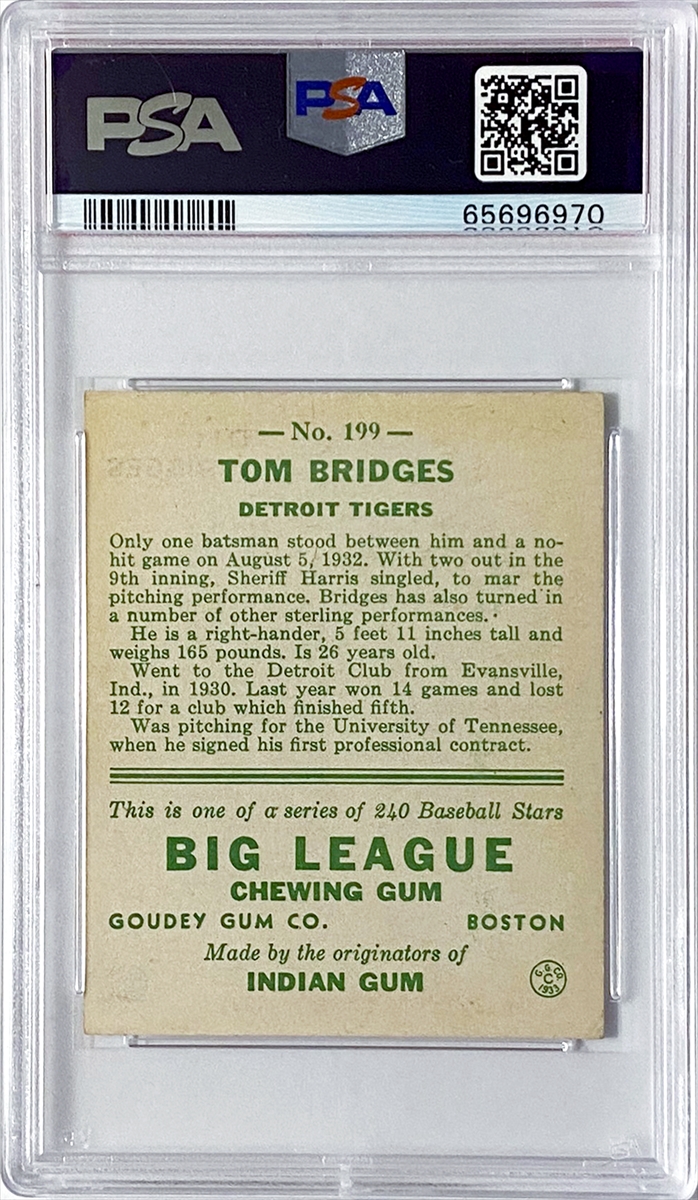 PSA
PSA
65696970
— No. 199 —
TOM BRIDGES
DETROIT TIGERS
Only one batsman stood between him and a no-
hit game on August 5, 1932. With two out in the
9th inning, Sheriff Harris singled, to mar the
pitching performance. Bridges has also turned in
a number of other sterling performances.
He is a right-hander, 5 feet 11 inches tall and
weighs 165 pounds. Is 26 years old.
Went to the Detroit Club from Evansville,
Ind., in 1930. Last year won 14 games and lost
12 for a club which finished fifth.
Was pitching for the University of Tennessee,
when he signed his first professional contract.
This is one of a series of 240 Baseball Stars
BIG LEAGUE
CHEWING GUM
GOUDEY GUM CO. BOSTON
Made by the originators of
INDIAN GUM
G.G.CO.
C
1933